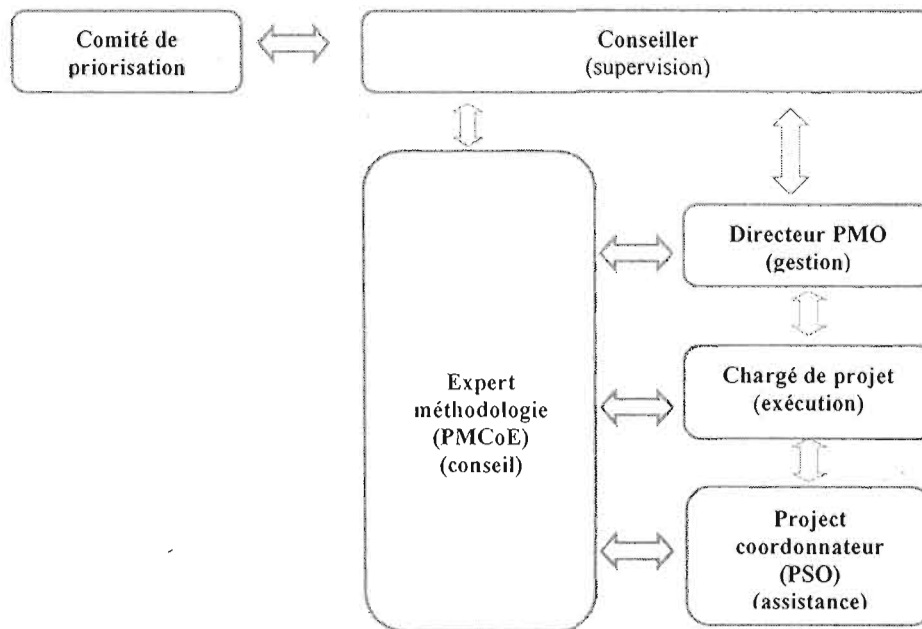 Comité de
priorisation
Conseiller
(supervision)
Directeur PMO
(gestion)
Chargé de projet
(exécution)
Expert
méthodologie
(PMCoE)
(conseil)
Project
coordonnateur
(PSO)
(assistance)